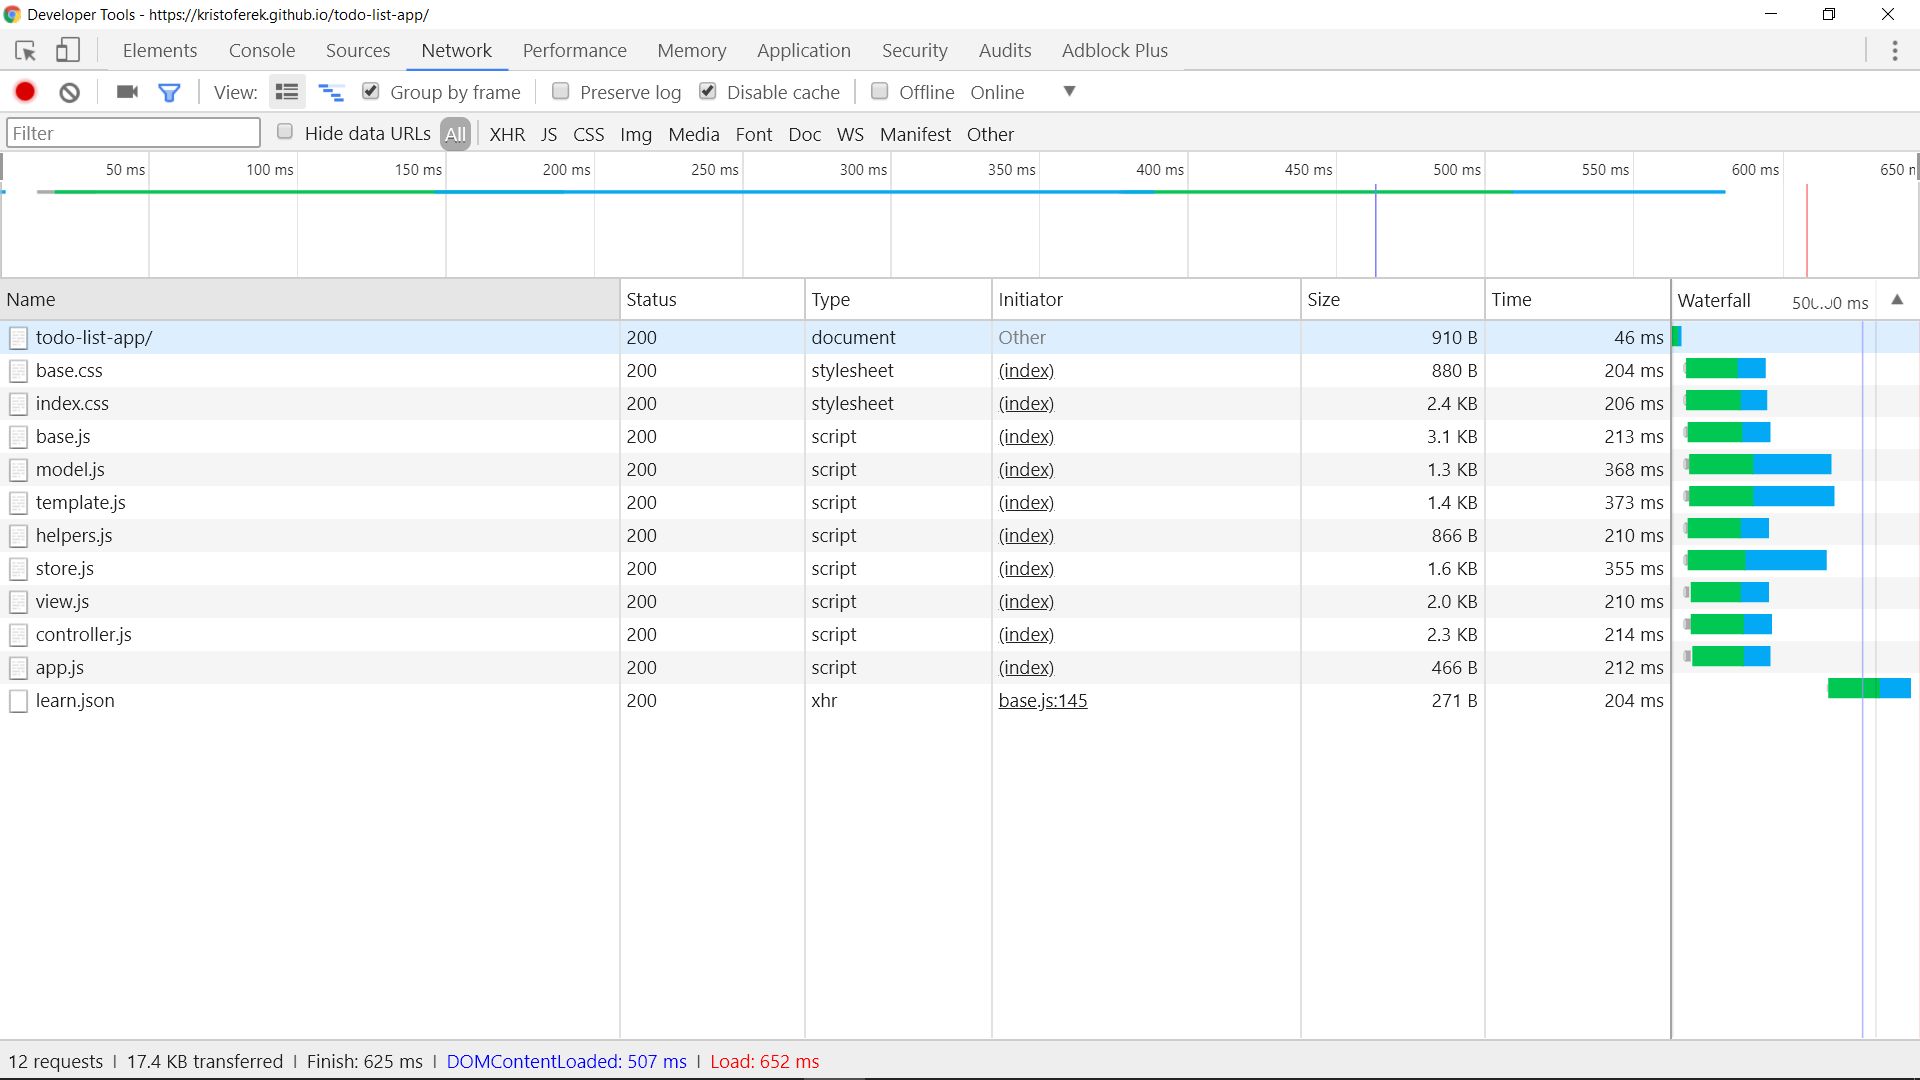 Developer Tools - https://kristoferek.github.io/todo-list-app/
Elements Console Sources Network Performance Memory Application Security Audits Adblock Plus
View: Group by frame Preserve log Disable cache Offline Online
Filter Hide data URLs All XHR JS CSS Img Media Font Doc WS Manifest Other
50 ms 100 ms 150 ms 200 ms 250 ms 300 ms 350 ms 400 ms 450 ms 500 ms 550 ms 600 ms 650
Name Status Type Initiator Size Time Waterfall
todo-list-app/ 200 document Other 910 B 46 ms
base.css 200 stylesheet (index) 880 B 204 ms
index.css 200 stylesheet (index) 2.4 KB 206 ms
base.js 200 script (index) 3.1 KB 213 ms
model.js 200 script (index) 1.3 KB 368 ms
template.js 200 script (index) 1.4 KB 373 ms
helpers.js 200 script (index) 866 B 210 ms
store.js 200 script (index) 1.6 KB 355 ms
view.js 200 script (index) 2.0 KB 210 ms
controller.js 200 script (index) 2.3 KB 214 ms
app.js 200 script (index) 466 B 212 ms
learn.json 200 xhr base.js:145 271 B 204 ms
12 requests | 17.4 KB transferred | Finish: 625 ms | DOMContentLoaded: 507 ms | Load: 652 ms